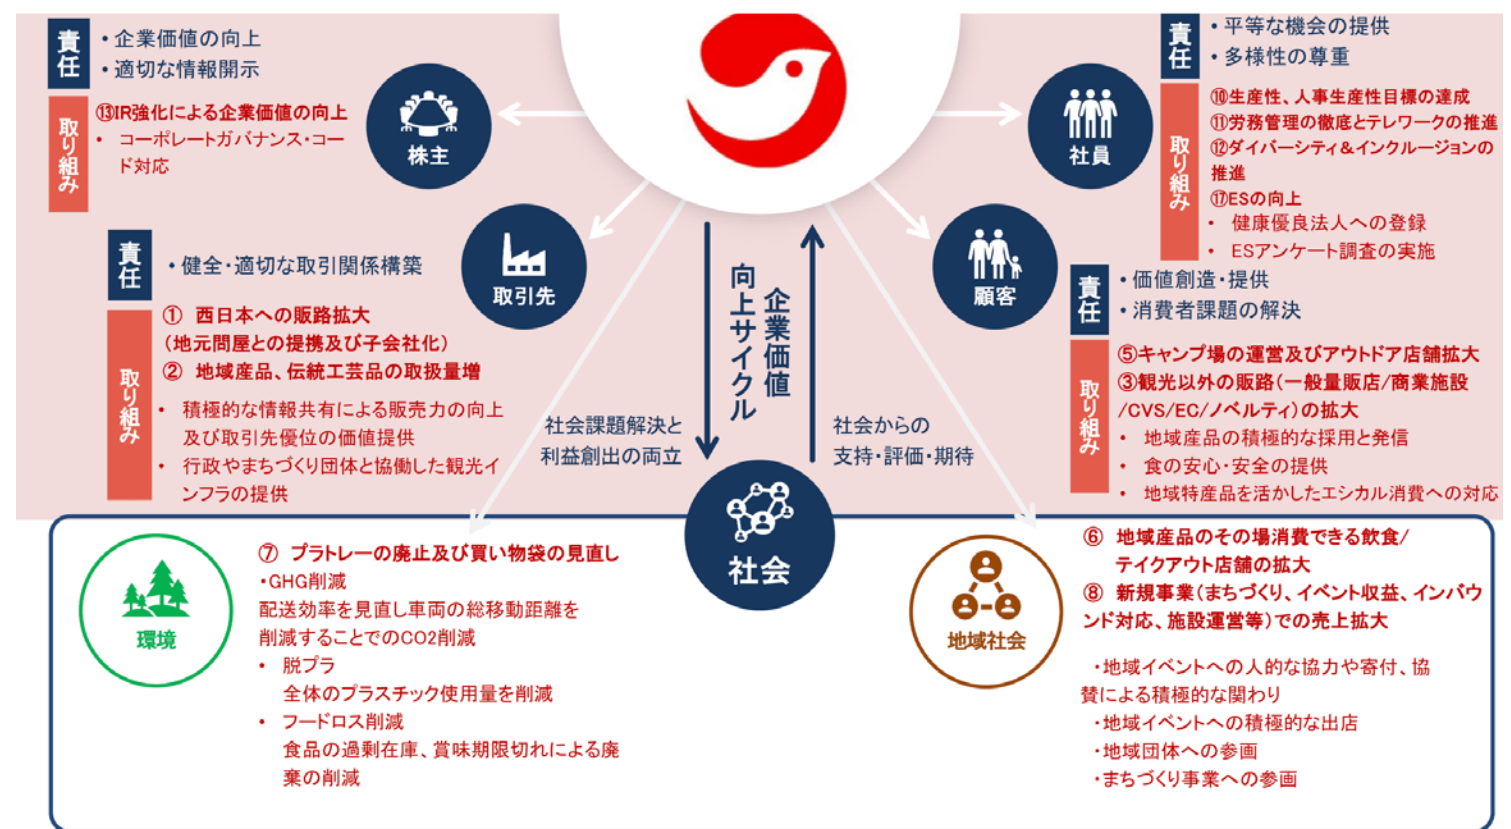 責任
・企業価値の向上
・適切な情報開示
取り組み
⑬IR強化による企業価値の向上
• コーポレートガバナンス・コー
ド対応
株主
責任
・健全・適切な取引関係構築
取り組み
① 西日本への販路拡大
(地元問屋との提携及び子会社化)
② 地域産品、伝統工芸品の取扱量増
• 積極的な情報共有による販売力の向上
及び取引先優位の価値提供
• 行政やまちづくり団体と協働した観光イ
ンフラの提供
取引先
社員
責任
・平等な機会の提供
・多様性の尊重
取り組み
⑩生産性、人事生産性目標の達成
⑪労務管理の徹底とテレワークの推進
⑫ダイバーシティ&インクルージョンの
推進
⑰ESの向上
• 健康優良法人への登録
• ESアンケート調査の実施
顧客
責任
・価値創造・提供
・消費者課題の解決
取り組み
⑤キャンプ場の運営及びアウトドア店舗拡大
③観光以外の販路(一般量販店/商業施設
/CVS/EC/ノベルティ)の拡大
• 地域産品の積極的な採用と発信
• 食の安心・安全の提供
• 地域特産品を活かしたエシカル消費への対応
企業価値
向上サイクル
社会課題解決と
利益創出の両立
社会からの
支持・評価・期待
社会
環境
⑦ プラトレーの廃止及び買い物袋の見直し
・GHG削減
配送効率を見直し車両の総移動距離を
削減することでのCO2削減
• 脱プラ
全体のプラスチック使用量を削減
• フードロス削減
食品の過剰在庫、賞味期限切れによる廃
棄の削減
地域社会
⑥ 地域産品のその場消費できる飲食/
テイクアウト店舗の拡大
⑧ 新規事業(まちづくり、イベント収益、インバウ
ンド対応、施設運営等)での売上拡大
・地域イベントへの人的な協力や寄付、協
賛による積極的な関わり
・地域イベントへの積極的な出店
・地域団体への参画
・まちづくり事業への参画